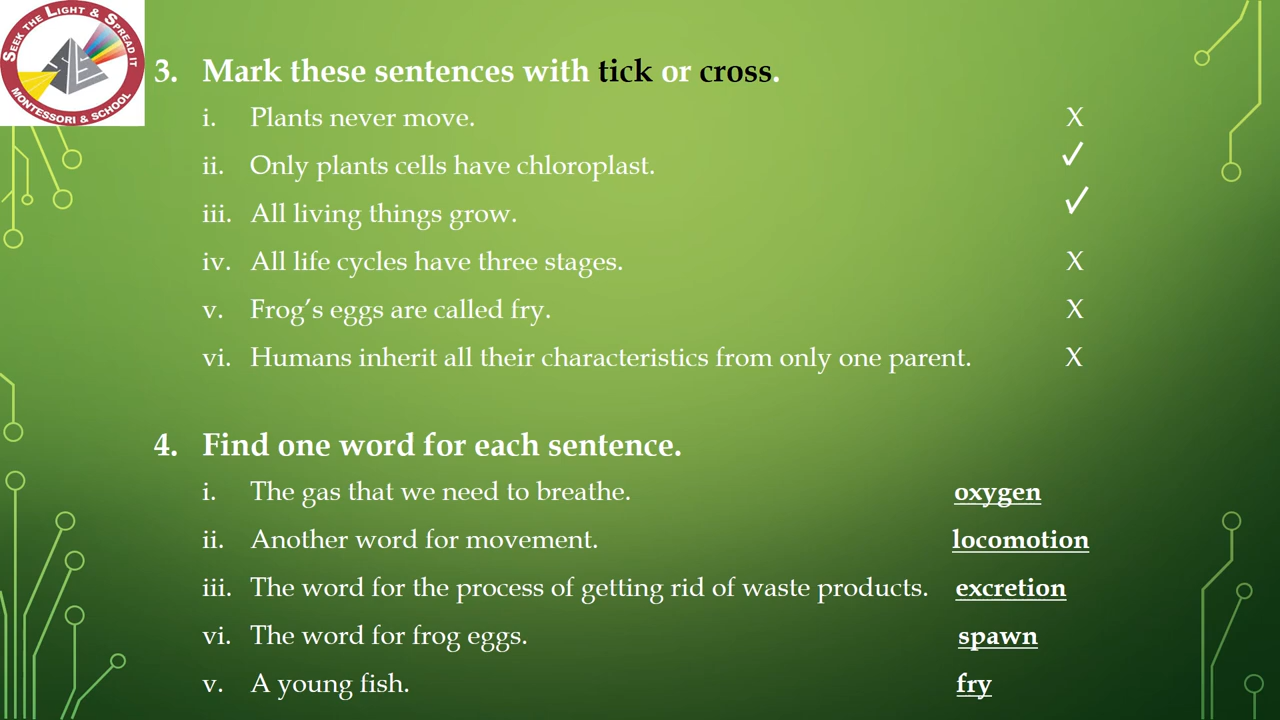 SEEK THE LIGHT & SPREAD IT
MONTESSORI & SCHOOL
3. Mark these sentences with tick or cross.
i. Plants never move. X
ii. Only plants cells have chloroplast. ✓
iii. All living things grow. ✓
iv. All life cycles have three stages. X
v. Frog’s eggs are called fry. X
vi. Humans inherit all their characteristics from only one parent. X
4. Find one word for each sentence.
i. The gas that we need to breathe. oxygen
ii. Another word for movement. locomotion
iii. The word for the process of getting rid of waste products. excretion
vi. The word for frog eggs. spawn
v. A young fish. fry